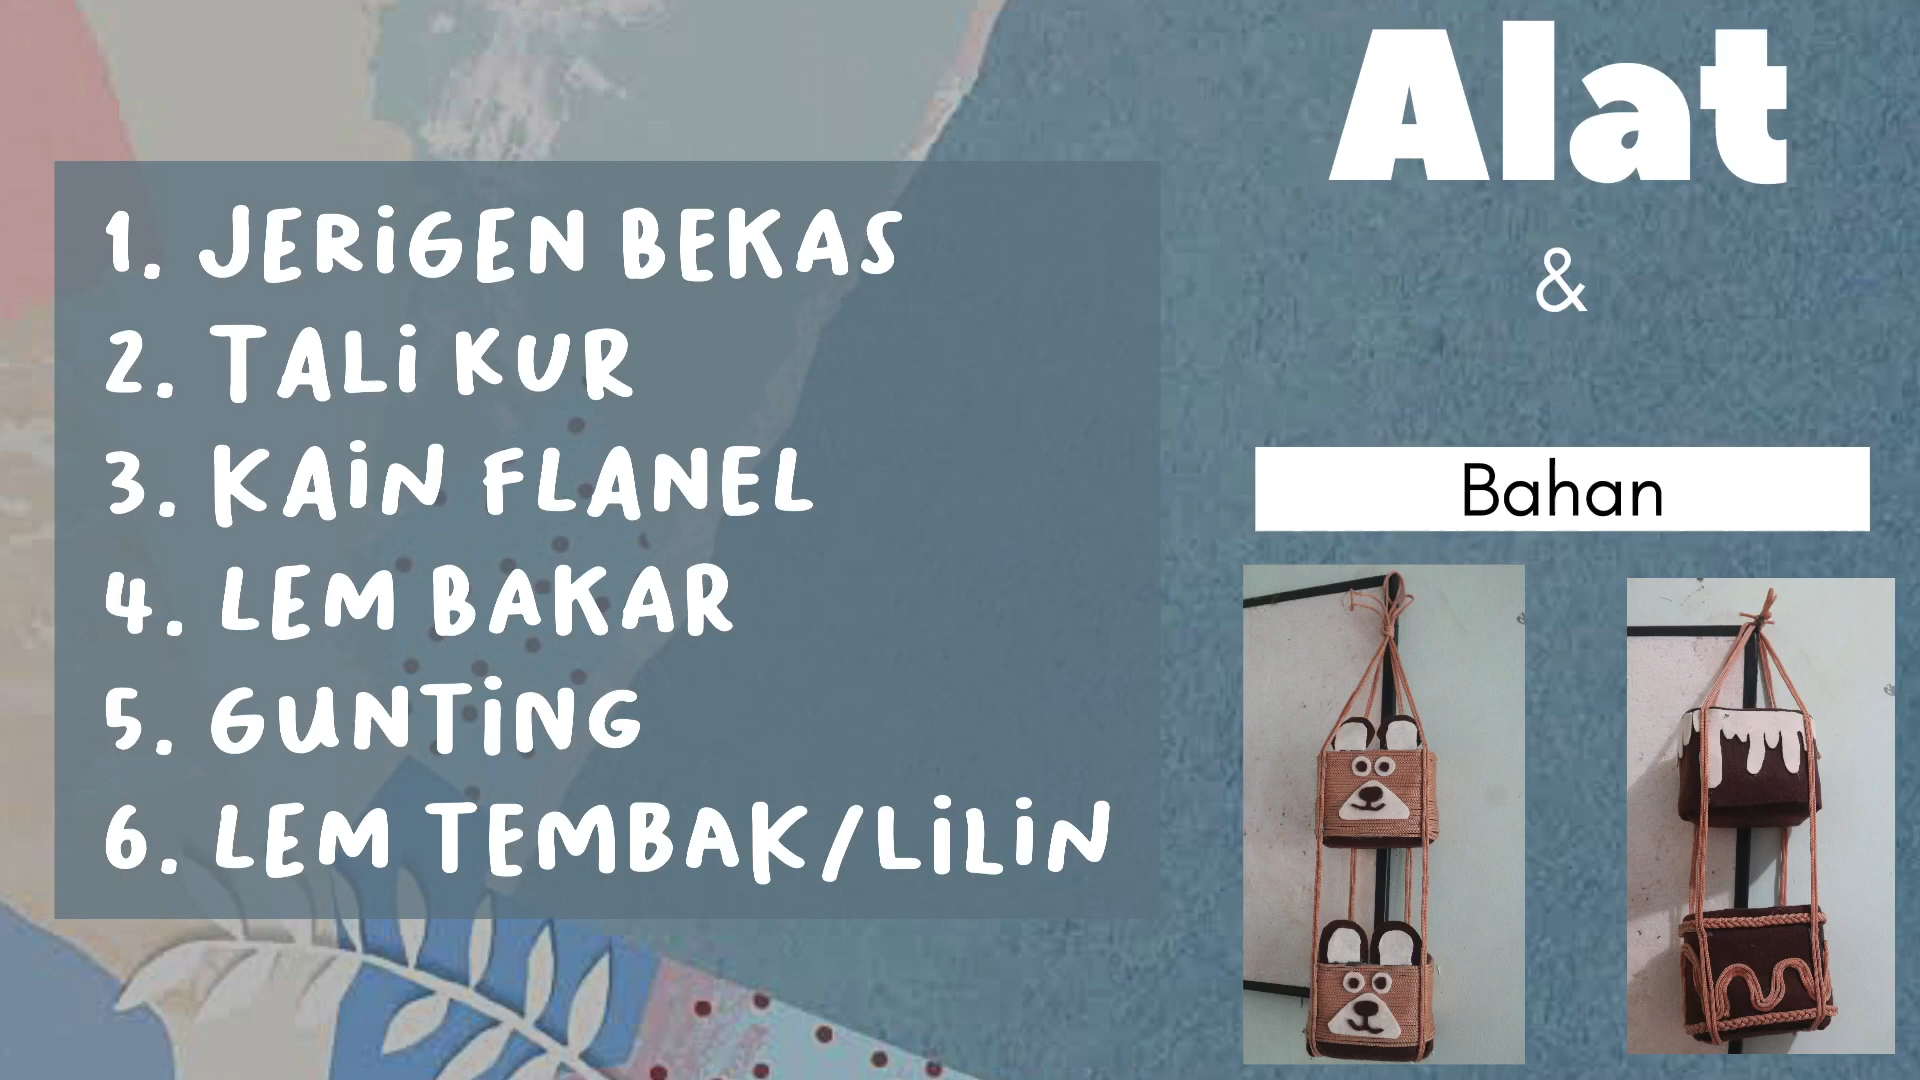 Alat
&
Bahan
1. JERiGEN BEKAS
2. TALi KUR
3. KAiN FLANEL
4. LEM BAKAR
5. GUNTiNG
6. LEM TEMBAK/LiLiN